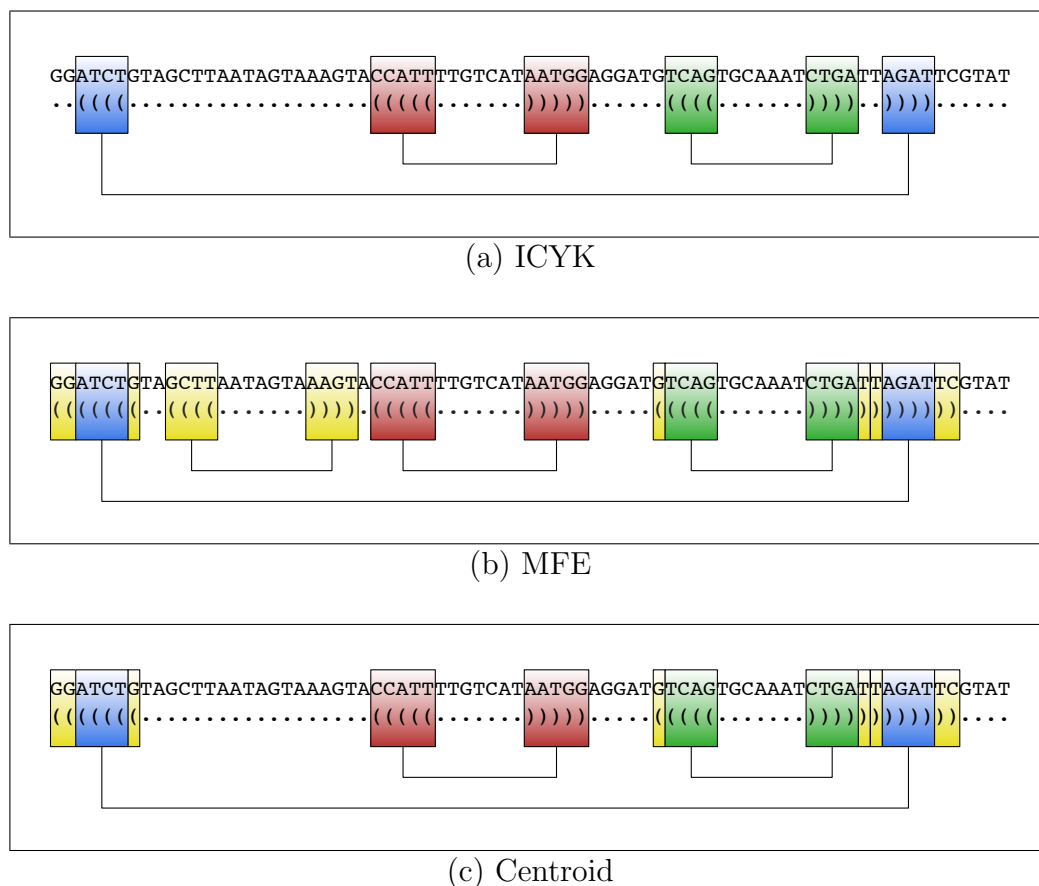 GGATCTGTAGCTTAATAGTAAAGTACCATTTTGTCATAATGGAGGATGTCAGTGCAAATCTGATTAGATTCGTAT
..((((...................(((((.......)))))......((((.......))))..))))......
(a) ICYK
GGATCTGTAGCTTAATAGTAAAGTACCATTTTGTCATAATGGAGGATGTCAGTGCAAATCTGATTAGATTCGTAT
(((((((..((((.......)))).(((((.......))))).....(((((.......))))))))))))....
(b) MFE
GGATCTGTAGCTTAATAGTAAAGTACCATTTTGTCATAATGGAGGATGTCAGTGCAAATCTGATTAGATTCGTAT
(((((((..................(((((.......))))).....(((((.......))))))))))))....
(c) Centroid